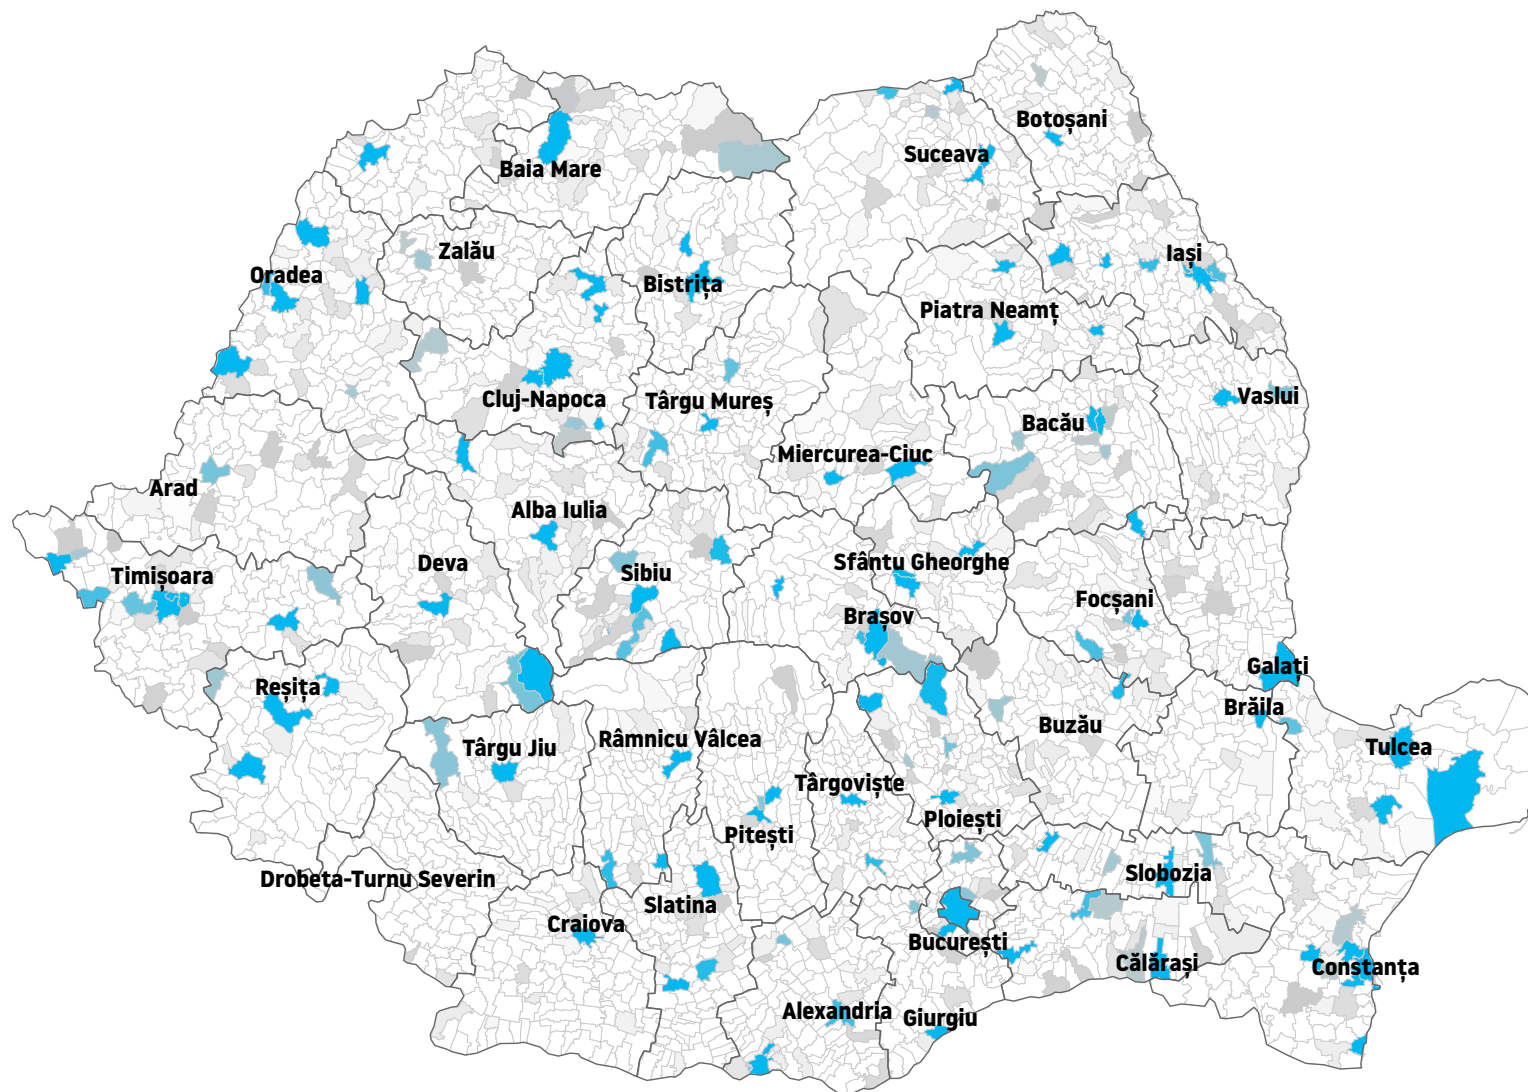 Botoșani
Suceava
Baia Mare
Zalău
Iași
Oradea
Bistrița
Piatra Neamț
Vaslui
Cluj-Napoca
Târgu Mureș
Bacău
Miercurea-Ciuc
Arad
Alba Iulia
Deva
Sfântu Gheorghe
Sibiu
Timișoara
Focșani
Brașov
Galați
Reșița
Brăila
Buzău
Râmnicu Vâlcea
Târgu Jiu
Tulcea
Târgoviște
Ploiești
Pitești
Slobozia
Drobeta-Turnu Severin
Slatina
Craiova
București
Călărași
Constanța
Alexandria
Giurgiu